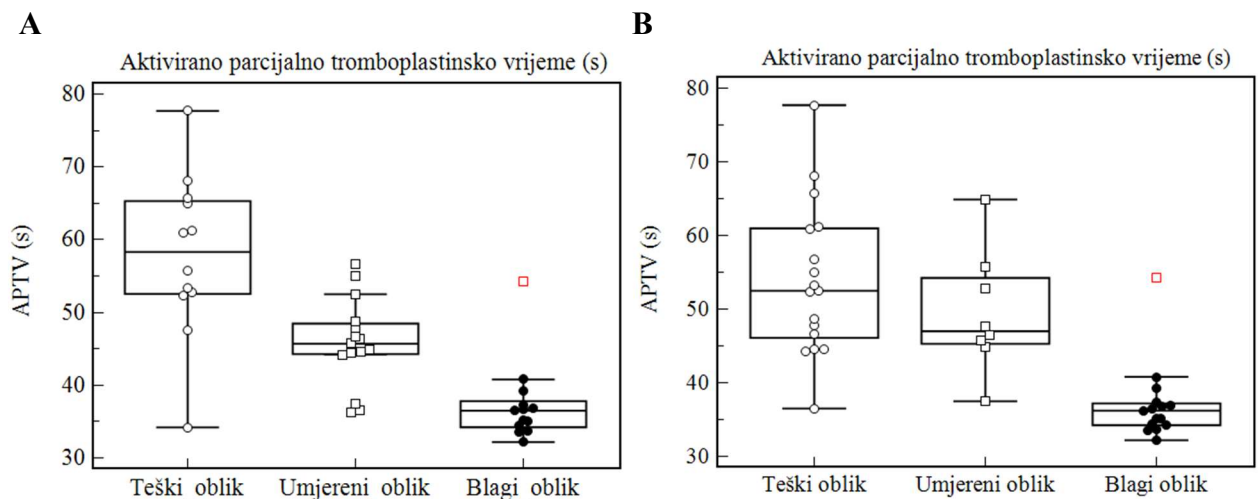 A
Aktivirano parcijalno tromboplastinsko vrijeme (s)
80
70
60
50
40
30
APTV (s)
Teški oblik
Umjereni oblik
Blagi oblik
B
Aktivirano parcijalno tromboplastinsko vrijeme (s)
80
70
60
50
40
30
APTV (s)
Teški oblik
Umjereni oblik
Blagi oblik